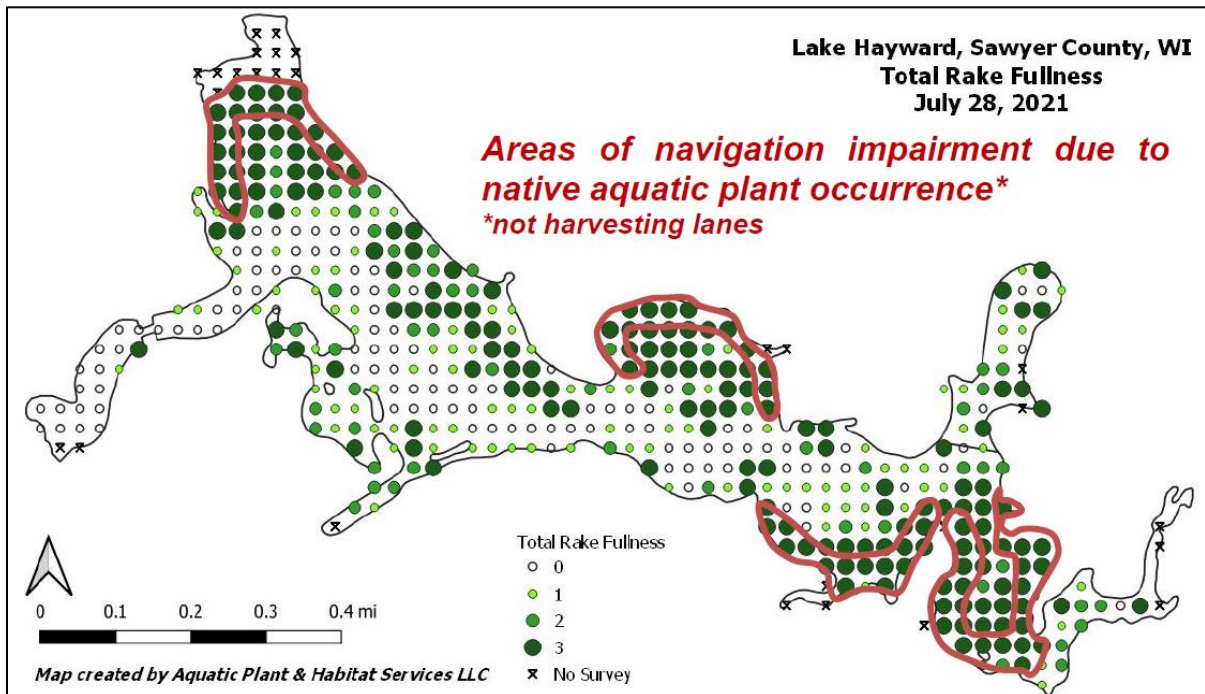 Lake Hayward, Sawyer County, WI
Total Rake Fullness
July 28, 2021
Areas of navigation impairment due to
native aquatic plant occurrence*
*not harvesting lanes
Total Rake Fullness
0
1
2
3
No Survey
0 0.1 0.2 0.3 0.4 mi
Map created by Aquatic Plant & Habitat Services LLC